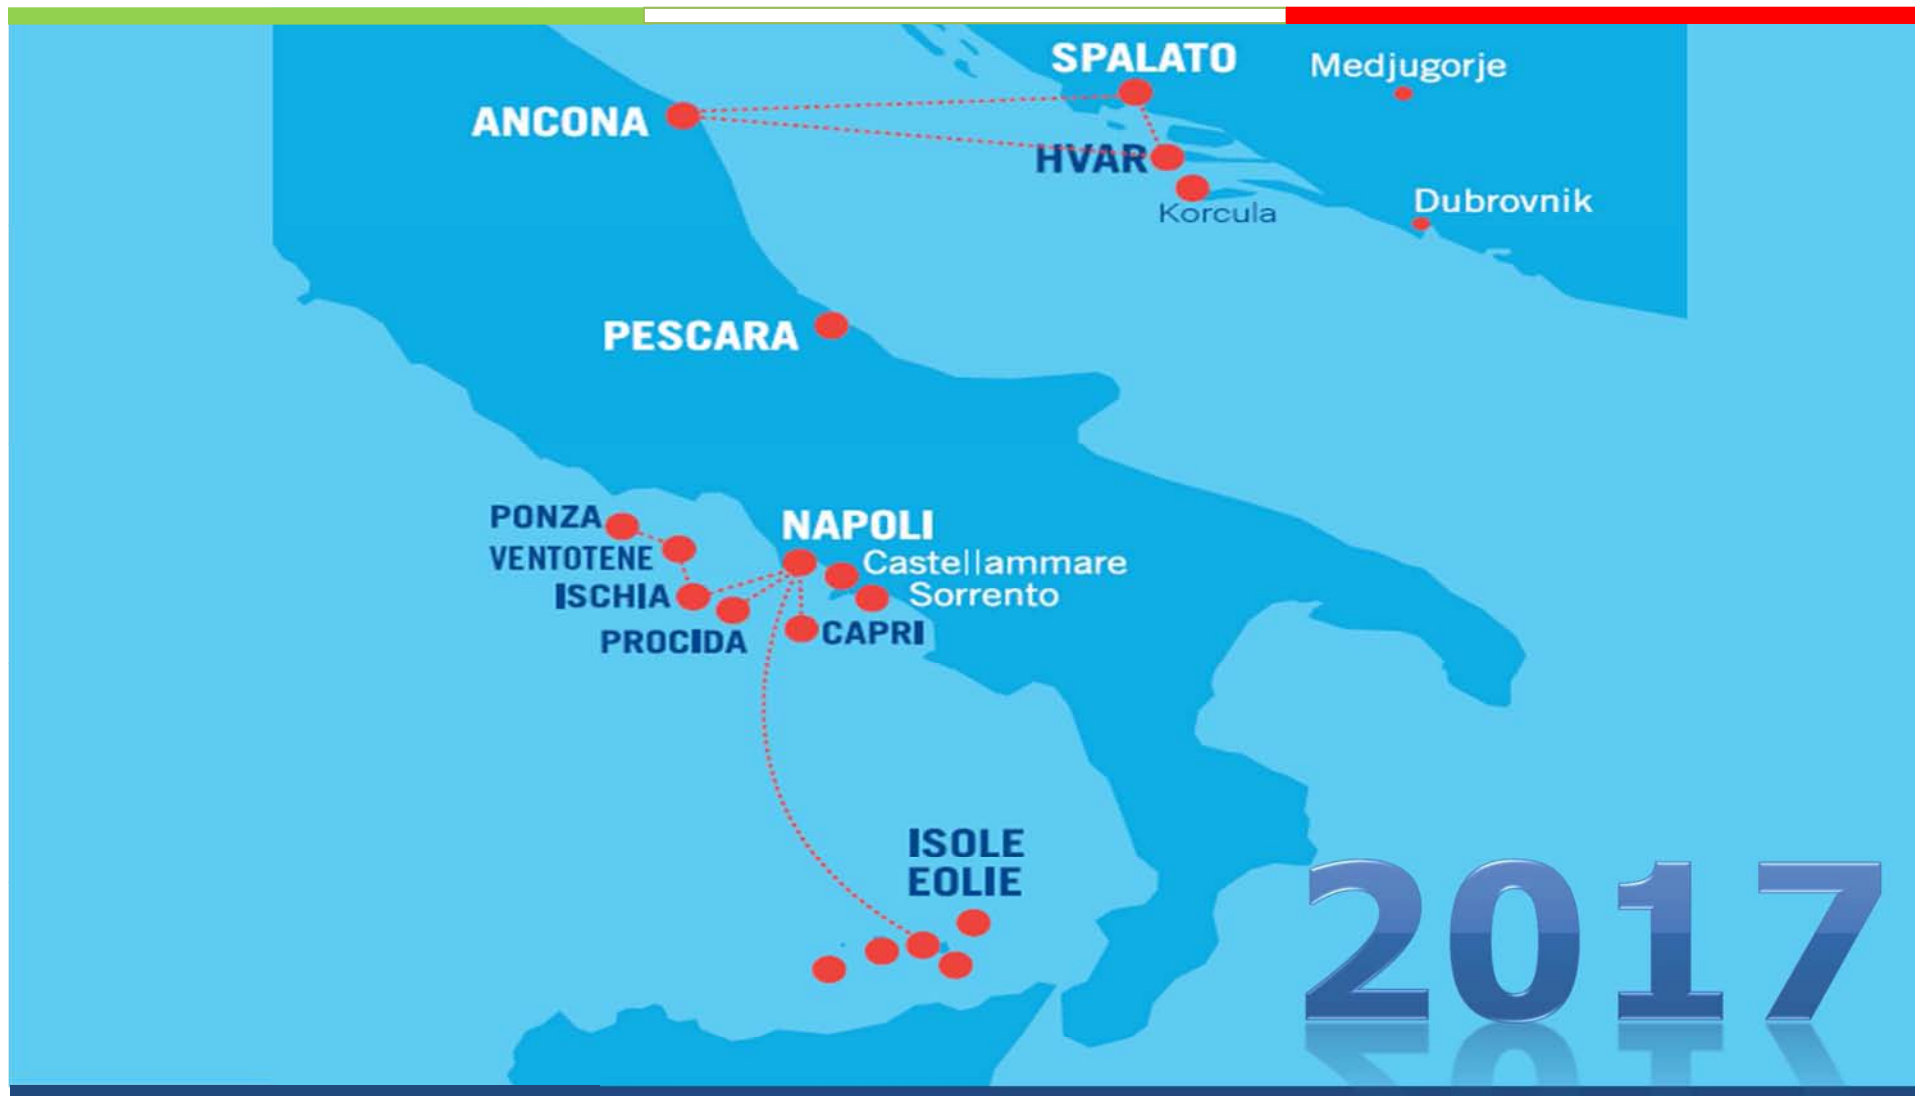 SPALATO
Medjugorje
ANCONA
HVAR
Dubrovnik
Korcula
PESCARA
PONZA
NAPOLI
VENTOTENE
Castellammare
ISCHIA
Sorrento
PROCIDA
CAPRI
ISOLE
EOLIE
2017